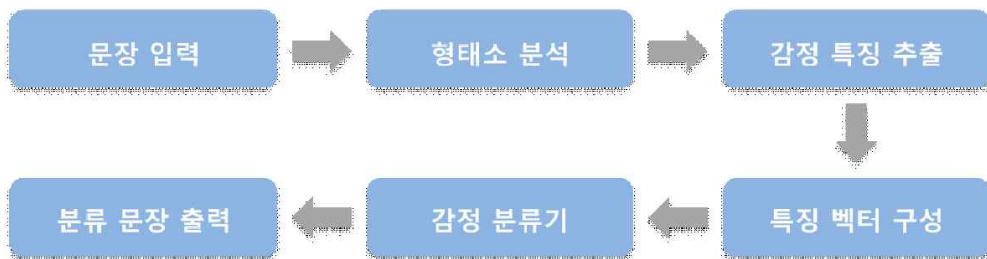 문장 입력
형태소 분석
감정 특징 추출
특징 벡터 구성
감정 분류기
분류 문장 출력